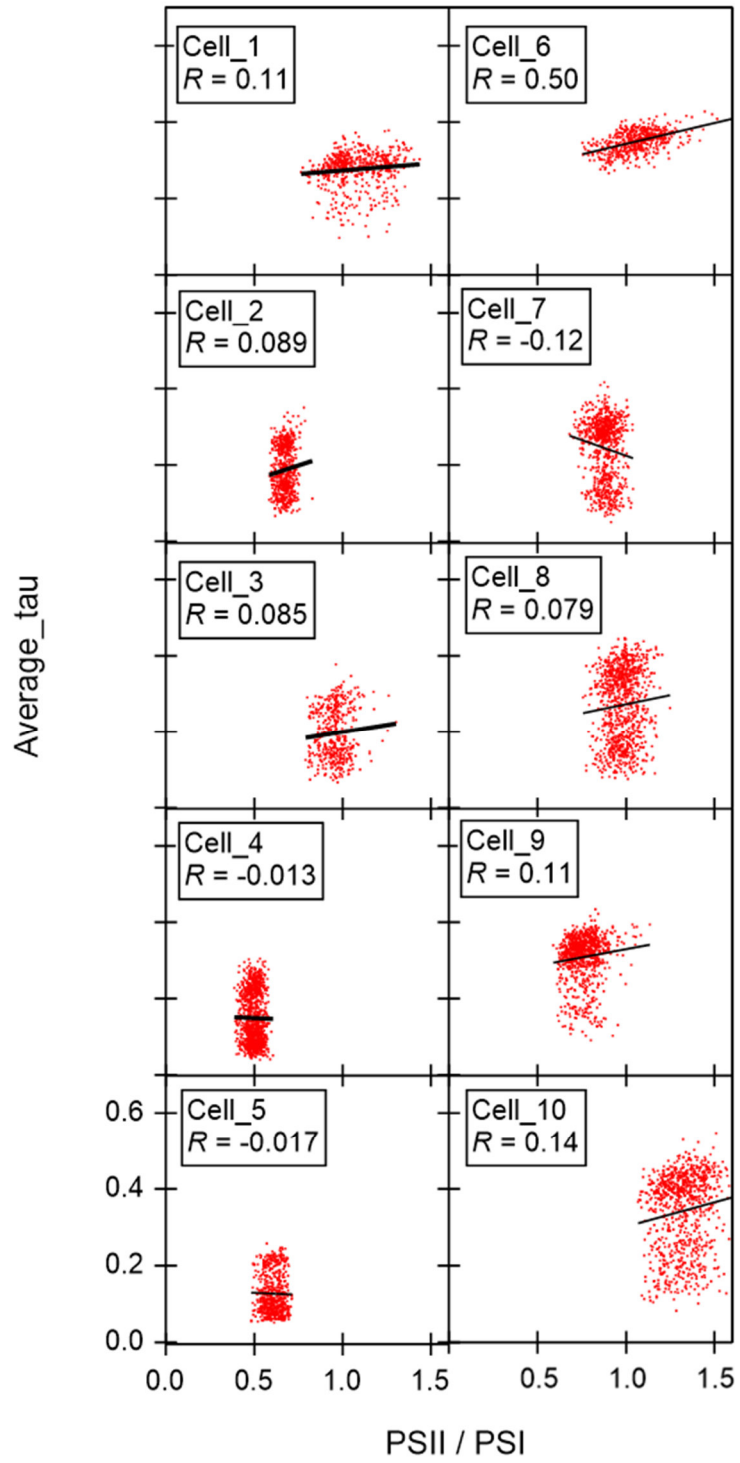 Cell_1
R = 0.11
Cell_6
R = 0.50
Cell_2
R = 0.089
Cell_7
R = -0.12
Cell_3
R = 0.085
Cell_8
R = 0.079
Cell_4
R = -0.013
Cell_9
R = 0.11
Cell_5
R = -0.017
Cell_10
R = 0.14
Average_tau
0.6
0.4
0.2
0.0
0.0 0.5 1.0 1.5 0.5 1.0 1.5
PSII / PSI